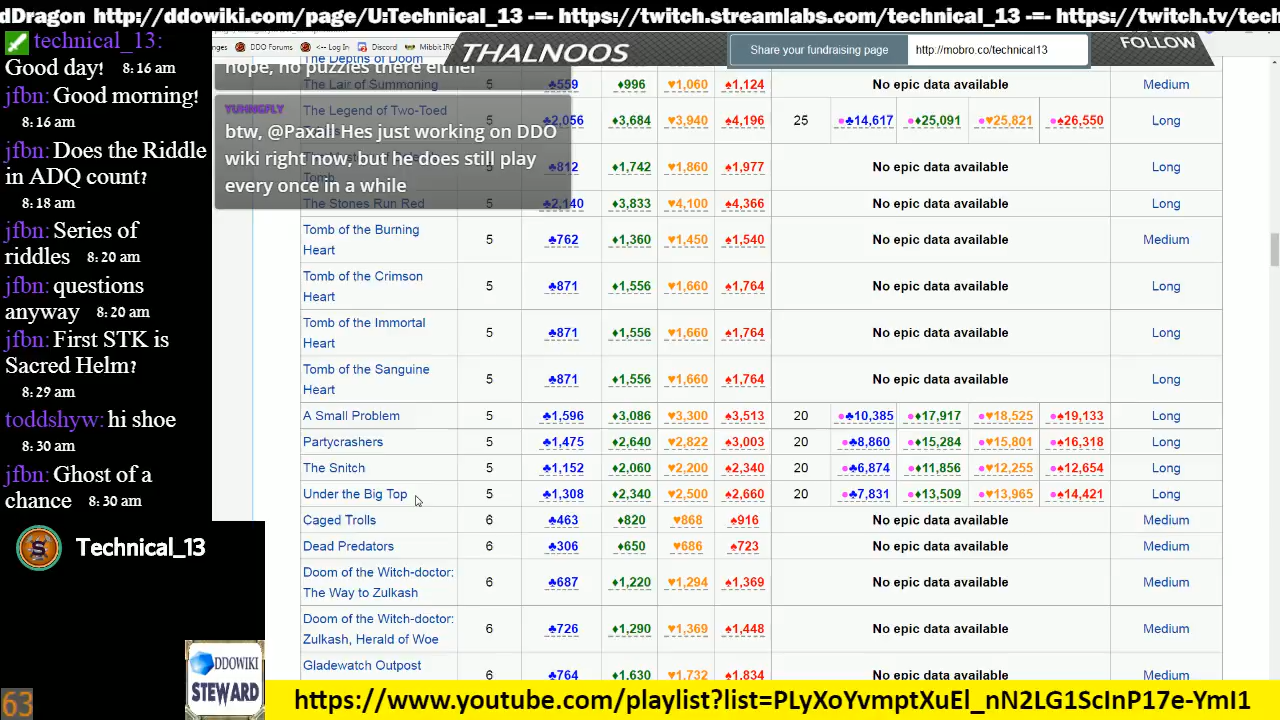 dDragon http://ddowiki.com/page/U:Technical_13 -=- https://twitch.streamlabs.com/technical_13 -=- https://twitch.tv/tech
technical_13:
Good day! 8:16 am
jfbn: Good morning!
8:16 am
jfbn: Does the Riddle
in ADQ count?
8:18 am
jfbn: Series of
riddles 8:20 am
jfbn: questions
anyway 8:20 am
jfbn: First STK is
Sacred Helm?
8:29 am
toddshyw: hi shoe
8:30 am
jfbn: Ghost of a
chance 8:30 am
Technical_13
DDOWIKI
STEWARD
63
nges DDO Forums <-- Log In Discord Mibbit IRC
THALNOOS
Share your fundraising page http://mobro.co/technical13
FOLLOW
nope, no puzzles there either
YUHNGFLY
btw, @Paxall Hes just working on DDO
wiki right now, but he does still play
every once in a while
The Depths of Doom
The Lair of Summoning ♣559 ♦996 ♥1,060 ♠1,124 No epic data available Medium
The Legend of Two-Toed
♣2,056 ♦3,684 ♥3,940 ♠4,196 25 ●♣14,617 ●♦25,091 ●♥25,821 ●♠26,550 Long
Tomb ♣812 ♦1,742 ♥1,860 ♠1,977 No epic data available Long
The Stones Run Red 5 ♣2,140 ♦3,833 ♥4,100 ♠4,366 No epic data available Long
Tomb of the Burning
Heart 5 ♣762 ♦1,360 ♥1,450 ♠1,540 No epic data available Medium
Tomb of the Crimson
Heart 5 ♣871 ♦1,556 ♥1,660 ♠1,764 No epic data available Long
Tomb of the Immortal
Heart 5 ♣871 ♦1,556 ♥1,660 ♠1,764 No epic data available Long
Tomb of the Sanguine
Heart 5 ♣871 ♦1,556 ♥1,660 ♠1,764 No epic data available Long
A Small Problem 5 ♣1,596 ♦3,086 ♥3,300 ♠3,513 20 ●♣10,385 ●♦17,917 ●♥18,525 ●♠19,133 Long
Partycrashers 5 ♣1,475 ♦2,640 ♥2,822 ♠3,003 20 ●♣8,860 ●♦15,284 ●♥15,801 ●♠16,318 Long
The Snitch 5 ♣1,152 ♦2,060 ♥2,200 ♠2,340 20 ●♣6,874 ●♦11,856 ●♥12,255 ●♠12,654 Long
Under the Big Top 5 ♣1,308 ♦2,340 ♥2,500 ♠2,660 20 ●♣7,831 ●♦13,509 ●♥13,965 ●♠14,421 Long
Caged Trolls 6 ♣463 ♦820 ♥868 ♠916 No epic data available Medium
Dead Predators 6 ♣306 ♦650 ♥686 ♠723 No epic data available Medium
Doom of the Witch-doctor:
The Way to Zulkash 6 ♣687 ♦1,220 ♥1,294 ♠1,369 No epic data available Medium
Doom of the Witch-doctor:
Zulkash, Herald of Woe 6 ♣726 ♦1,290 ♥1,369 ♠1,448 No epic data available Medium
Gladewatch Outpost
6 ♣764 ♦1,630 ♥1,732 ♠1,834 No epic data available Medium
https://www.youtube.com/playlist?list=PLyXoYvmptXuEl_nN2LG1ScInP17e-YmI1